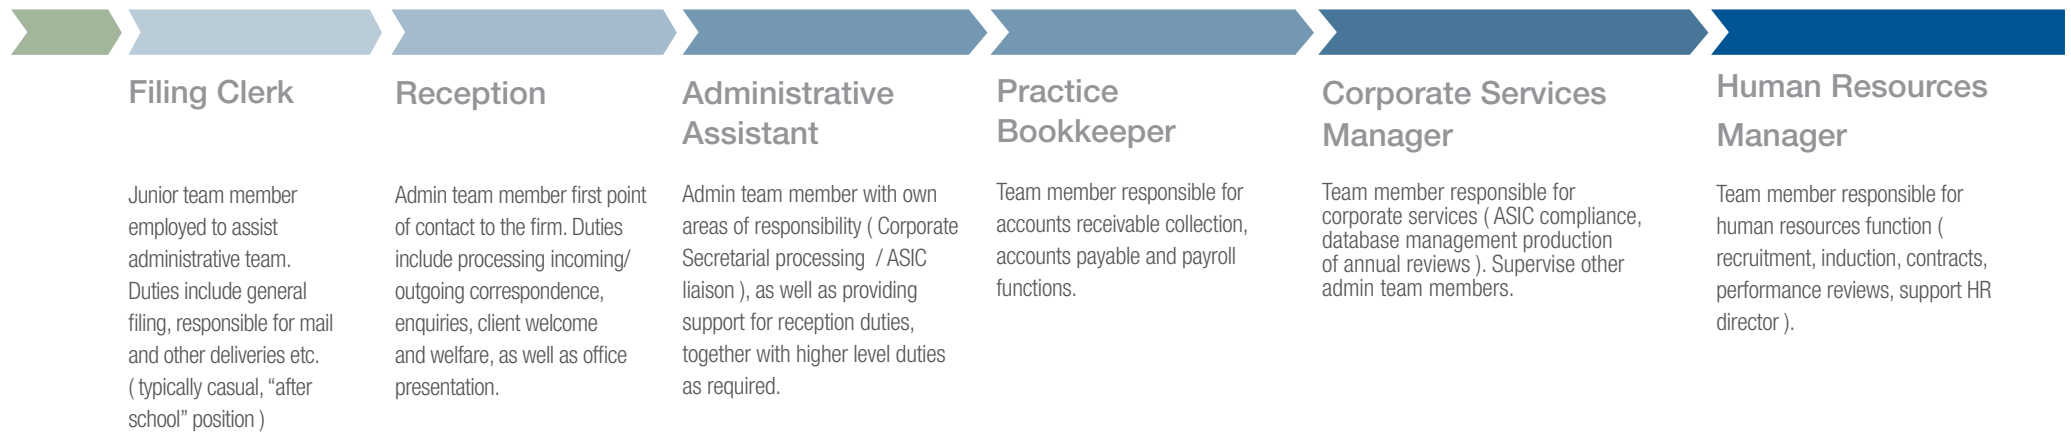 Filing Clerk
Junior team member
employed to assist
administrative team.
Duties include general
filing, responsible for mail
and other deliveries etc.
( typically casual, “after
school” position )
Reception
Admin team member first point
of contact to the firm. Duties
include processing incoming/
outgoing correspondence,
enquiries, client welcome
and welfare, as well as office
presentation.
Administrative
Assistant
Admin team member with own
areas of responsibility ( Corporate
Secretarial processing / ASIC
liaison ), as well as providing
support for reception duties,
together with higher level duties
as required.
Practice
Bookkeeper
Team member responsible for
accounts receivable collection,
accounts payable and payroll
functions.
Corporate Services
Manager
Team member responsible for
corporate services ( ASIC compliance,
database management production
of annual reviews ). Supervise other
admin team members.
Human Resources
Manager
Team member responsible for
human resources function (
recruitment, induction, contracts,
performance reviews, support HR
director ).